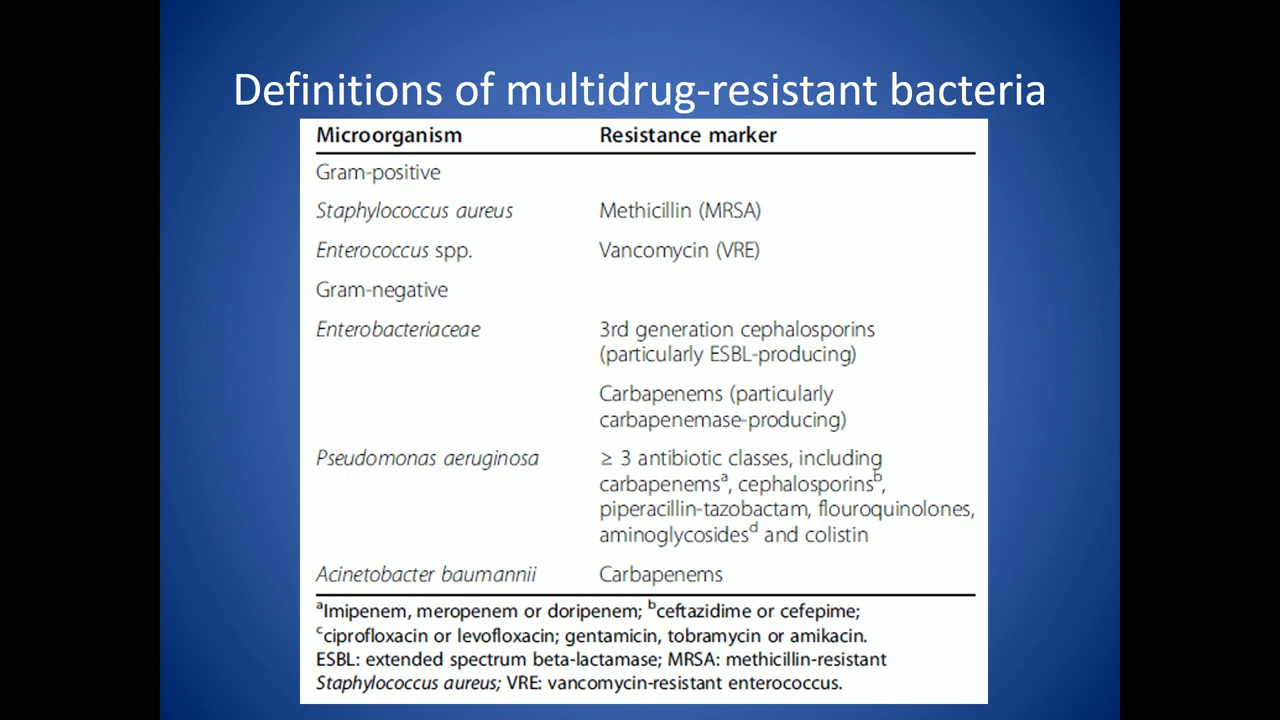 Definitions of multidrug-resistant bacteria
Microorganism Resistance marker
Gram-positive
Staphylococcus aureus Methicillin (MRSA)
Enterococcus spp. Vancomycin (VRE)
Gram-negative
Enterobacteriaceae 3rd generation cephalosporins
(particularly ESBL-producing)
Carbapenems (particularly
carbapenemase-producing)
Pseudomonas aeruginosa ≥ 3 antibiotic classes, including
carbapenemsᵃ, cephalosporinsᵇ,
piperacillin-tazobactam, flouroquinolones,
aminoglycosidesᵈ and colistin
Acinetobacter baumannii Carbapenems
ᵃImipenem, meropenem or doripenem; ᵇceftazidime or cefepime;
ᶜciprofloxacin or levofloxacin; gentamicin, tobramycin or amikacin.
ESBL: extended spectrum beta-lactamase; MRSA: methicillin-resistant
Staphylococcus aureus; VRE: vancomycin-resistant enterococcus.